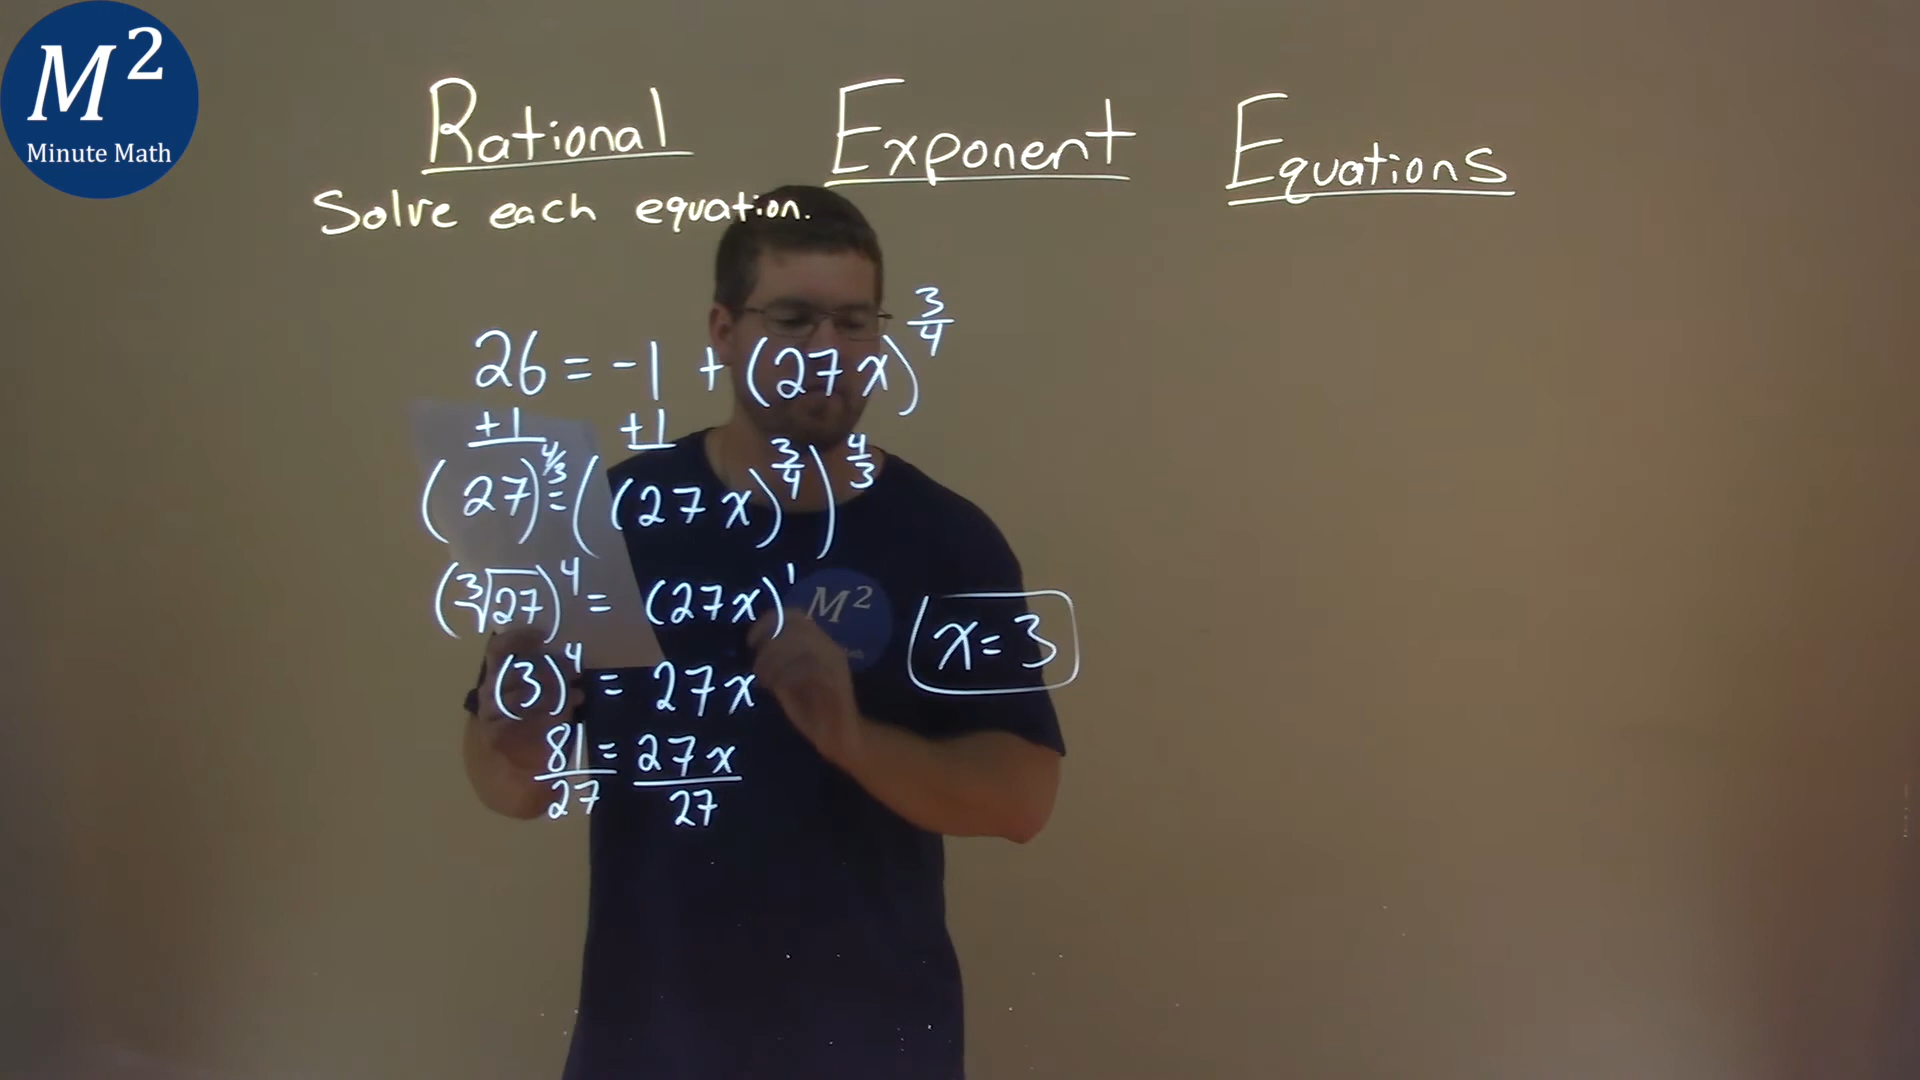 M²
Minute Math
Rational Exponent Equations
Solve each equation.
26 = -1 + (27x)^(3/4)
+1 +1
(27)^(4/3) = ((27x)^(3/4))^(4/3)
(∛27)^4 = (27x)^1
M²
(3)^4 = 27x
x = 3
81/27 = 27x/27